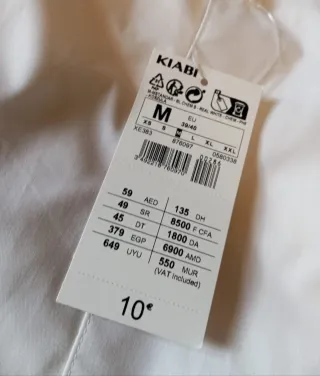 KIABI
M
EU
39/40
XS S M L XL XXL
KE383 876097 0580338
00786
59 AED
49 SR
45 DT
379 EGP
649 UYU
135 DH
8500 F CFA
1800 DA
6900 AMD
550 MUR
(VAT included)
10€